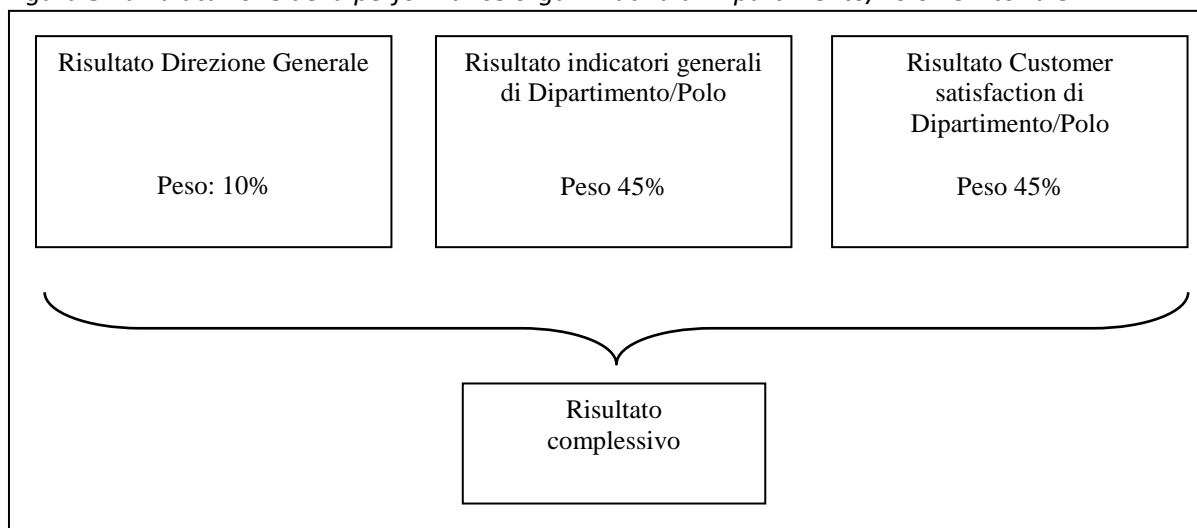 Risultato Direzione Generale
Peso: 10%
Risultato indicatori generali
di Dipartimento/Polo
Peso 45%
Risultato Customer
satisfaction di
Dipartimento/Polo
Peso 45%
Risultato
complessivo